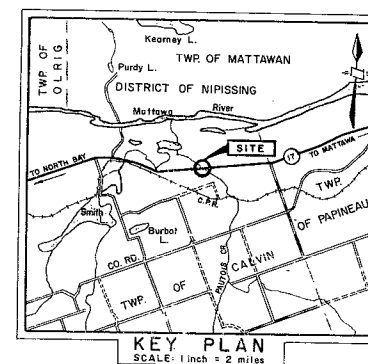 Kearney L.
TWP. OF MATTAWAN
TWP. OF
OLRIG
Purdy L.
DISTRICT OF NIPISSING
Mattawa River
SITE
TO NORTH BAY
17
TO MATTAWA
C.P.R.
TWP.
OF PAPINEAU
Smith
Burbot
L.
CO. RD.
PAUTOIS CR.
CALVIN
TWP. OF
KEY PLAN
SCALE: 1 inch = 2 miles